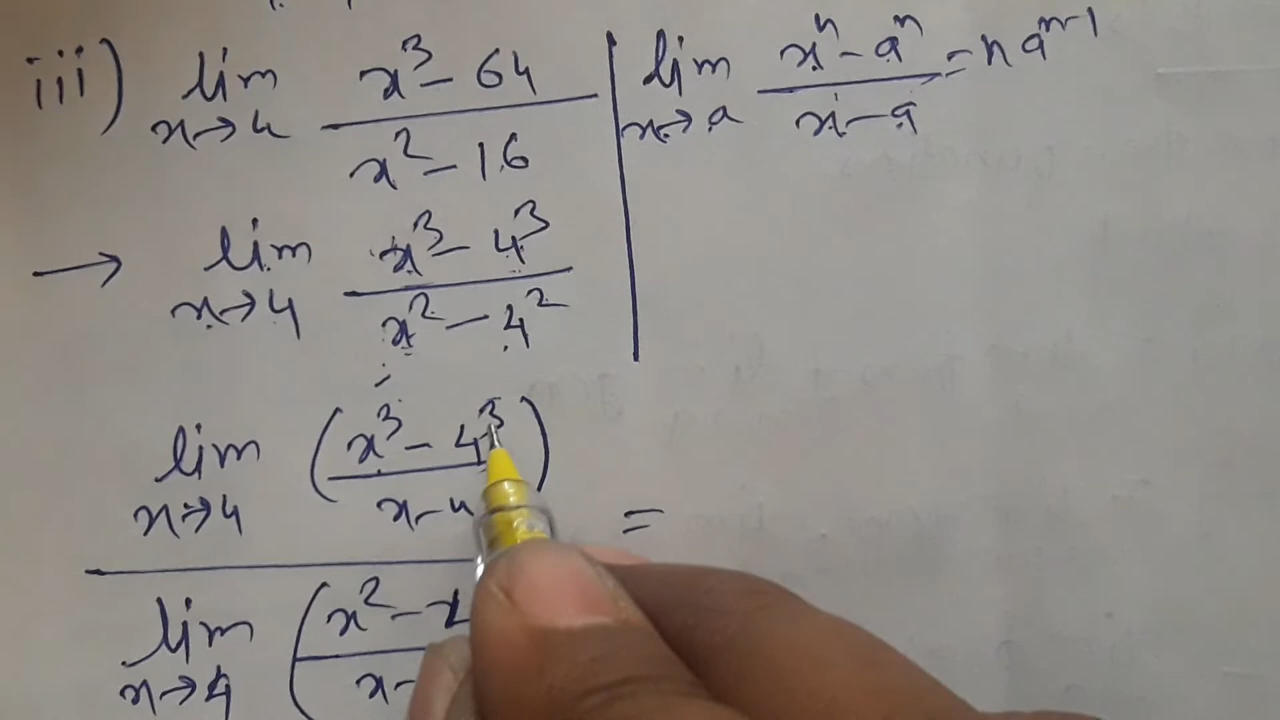 iii) lim x→4 (x³ - 64)/(x² - 16) | lim x→a (xⁿ - aⁿ)/(x - a) = n aⁿ⁻¹
→ lim x→4 (x³ - 4³)/(x² - 4²)
lim x→4 ((x³ - 4³)/(x - 4)) =
lim x→4 (x² -
x -